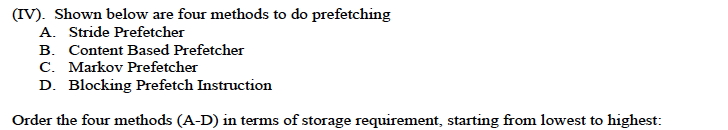 (IV). Shown below are four methods to do prefetching
A. Stride Prefetcher
B. Content Based Prefetcher
C. Markov Prefetcher
D. Blocking Prefetch Instruction
Order the four methods (A-D) in terms of storage requirement, starting from lowest to highest: